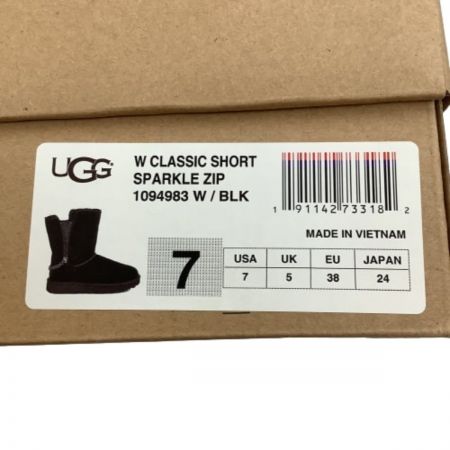 UGG
W CLASSIC SHORT
SPARKLE ZIP
1094983 W / BLK
1 91142 73318 2
MADE IN VIETNAM
7
USA UK EU JAPAN
7 5 38 24